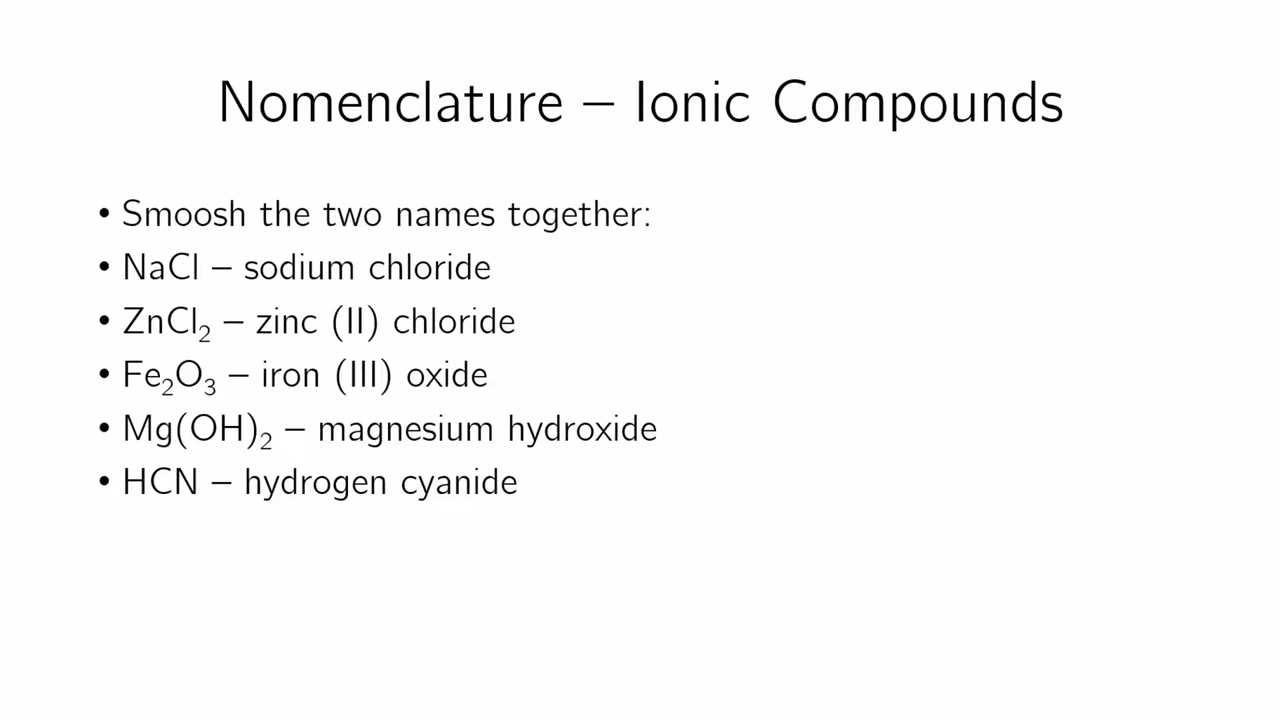 Nomenclature – Ionic Compounds
• Smoosh the two names together:
• NaCl – sodium chloride
• ZnCl₂ – zinc (II) chloride
• Fe₂O₃ – iron (III) oxide
• Mg(OH)₂ – magnesium hydroxide
• HCN – hydrogen cyanide